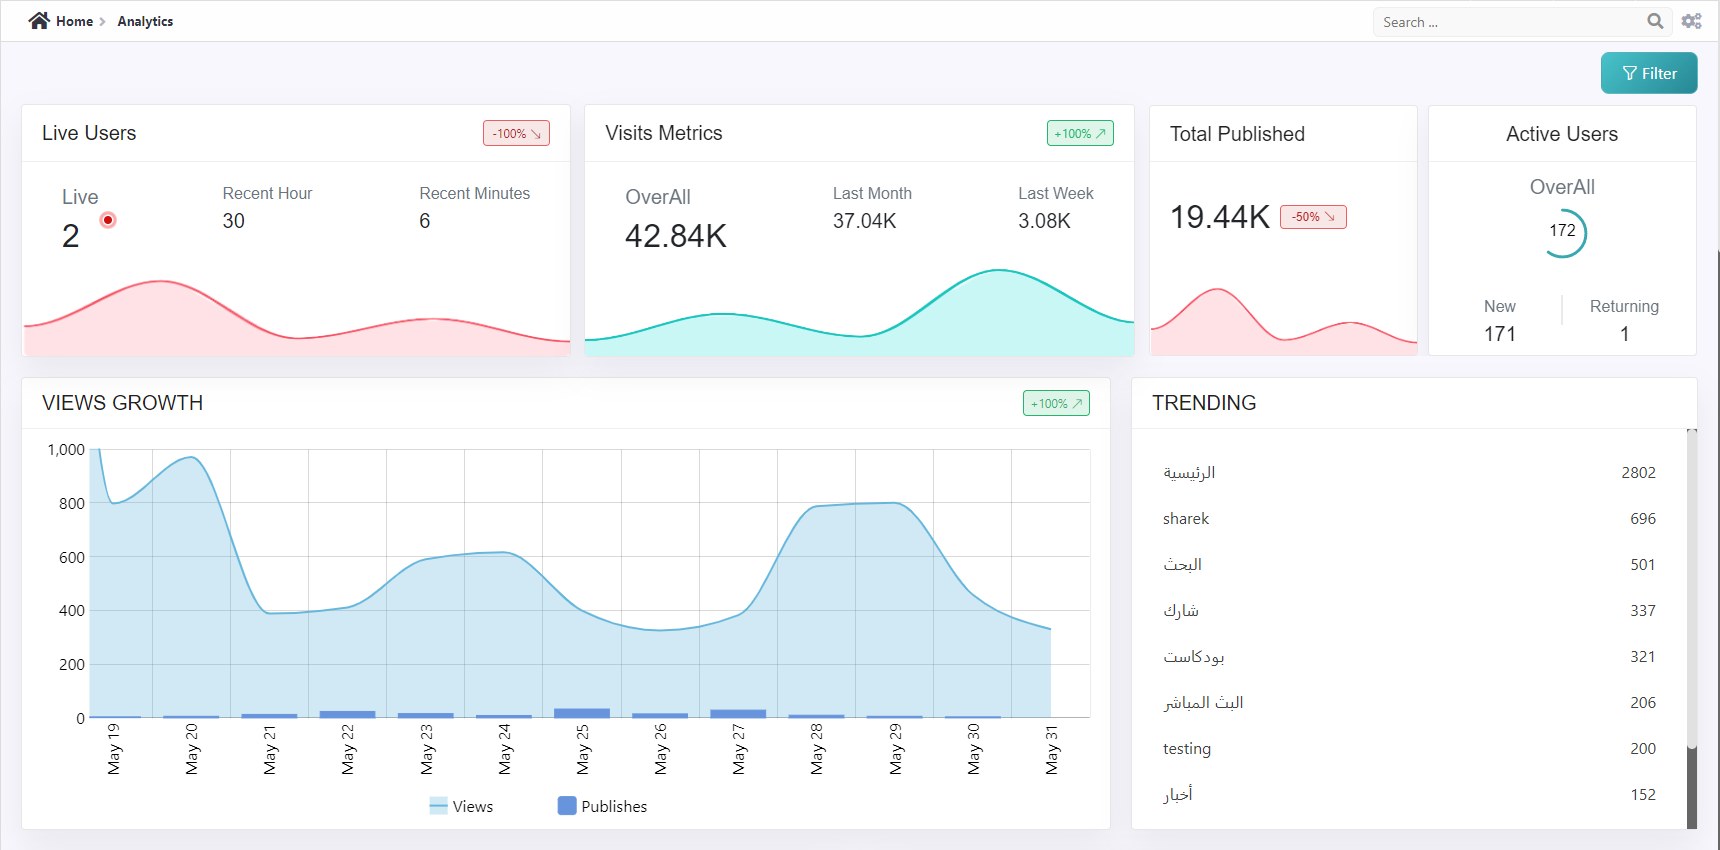 Home Analytics
Search ...
Filter
Live Users
-100%
Live
2
Recent Hour
30
Recent Minutes
6
Visits Metrics
+100%
OverAll
42.84K
Last Month
37.04K
Last Week
3.08K
Total Published
19.44K -50%
Active Users
OverAll
172
New
171
Returning
1
VIEWS GROWTH
+100%
1,000
800
600
400
200
0
May 19
May 20
May 21
May 22
May 23
May 24
May 25
May 26
May 27
May 28
May 29
May 30
May 31
Views
Publishes
TRENDING
الرئيسية 2802
sharek 696
البحث 501
شارك 337
بودكاست 321
البث المباشر 206
testing 200
أخبار 152